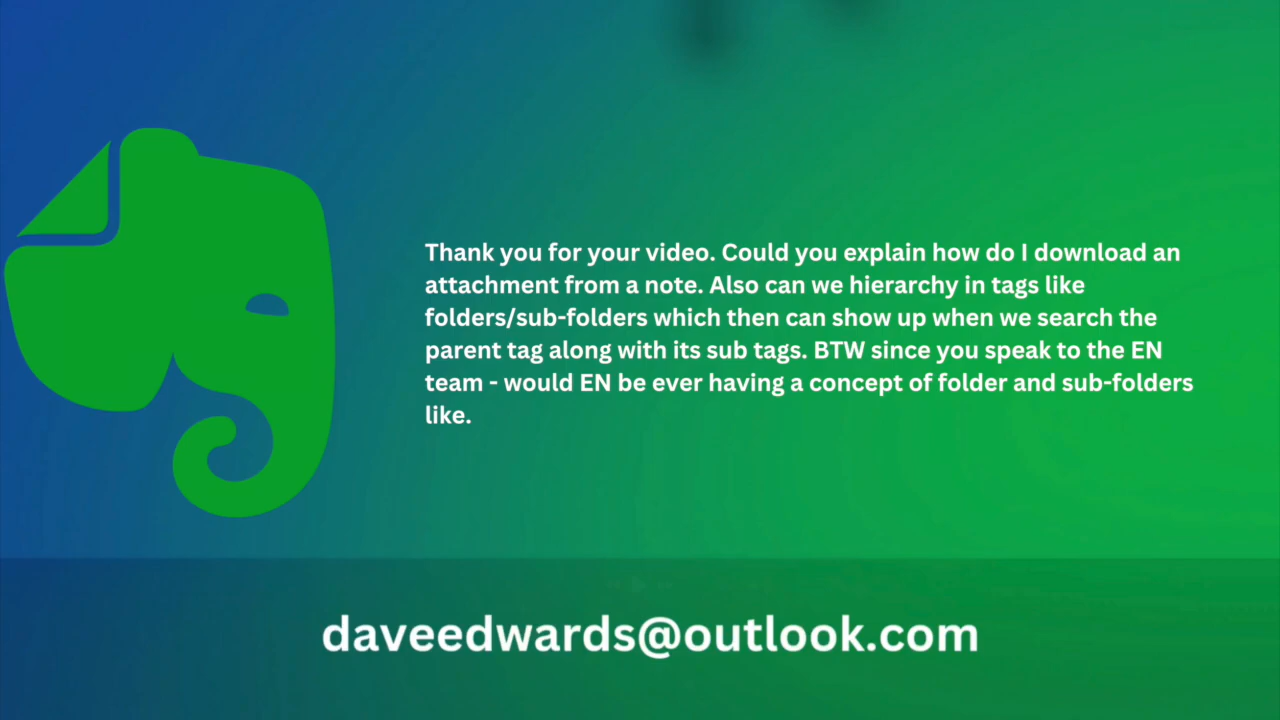 Thank you for your video. Could you explain how do I download an
attachment from a note. Also can we hierarchy in tags like
folders/sub-folders which then can show up when we search the
parent tag along with its sub tags. BTW since you speak to the EN
team - would EN be ever having a concept of folder and sub-folders
like.
daveedwards@outlook.com